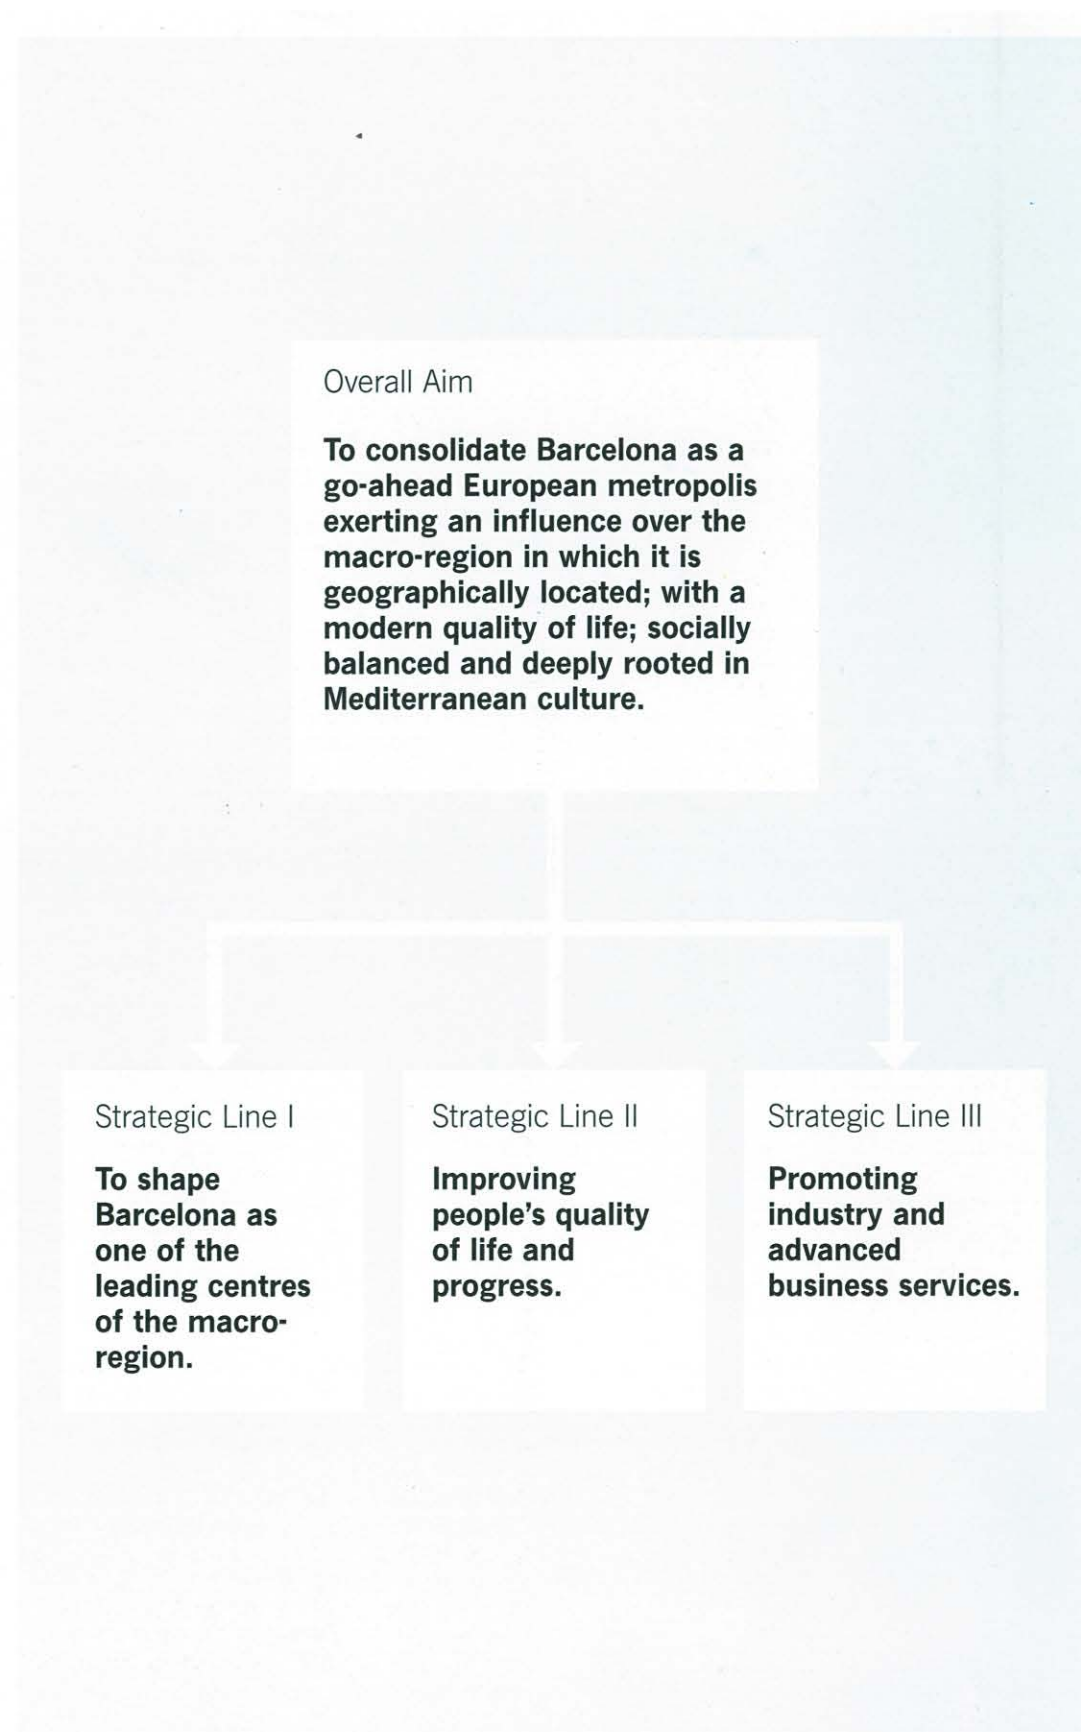 Overall Aim
To consolidate Barcelona as a
go-ahead European metropolis
exerting an influence over the
macro-region in which it is
geographically located; with a
modern quality of life; socially
balanced and deeply rooted in
Mediterranean culture.
Strategic Line I
To shape
Barcelona as
one of the
leading centres
of the macro-
region.
Strategic Line II
Improving
people's quality
of life and
progress.
Strategic Line III
Promoting
industry and
advanced
business services.